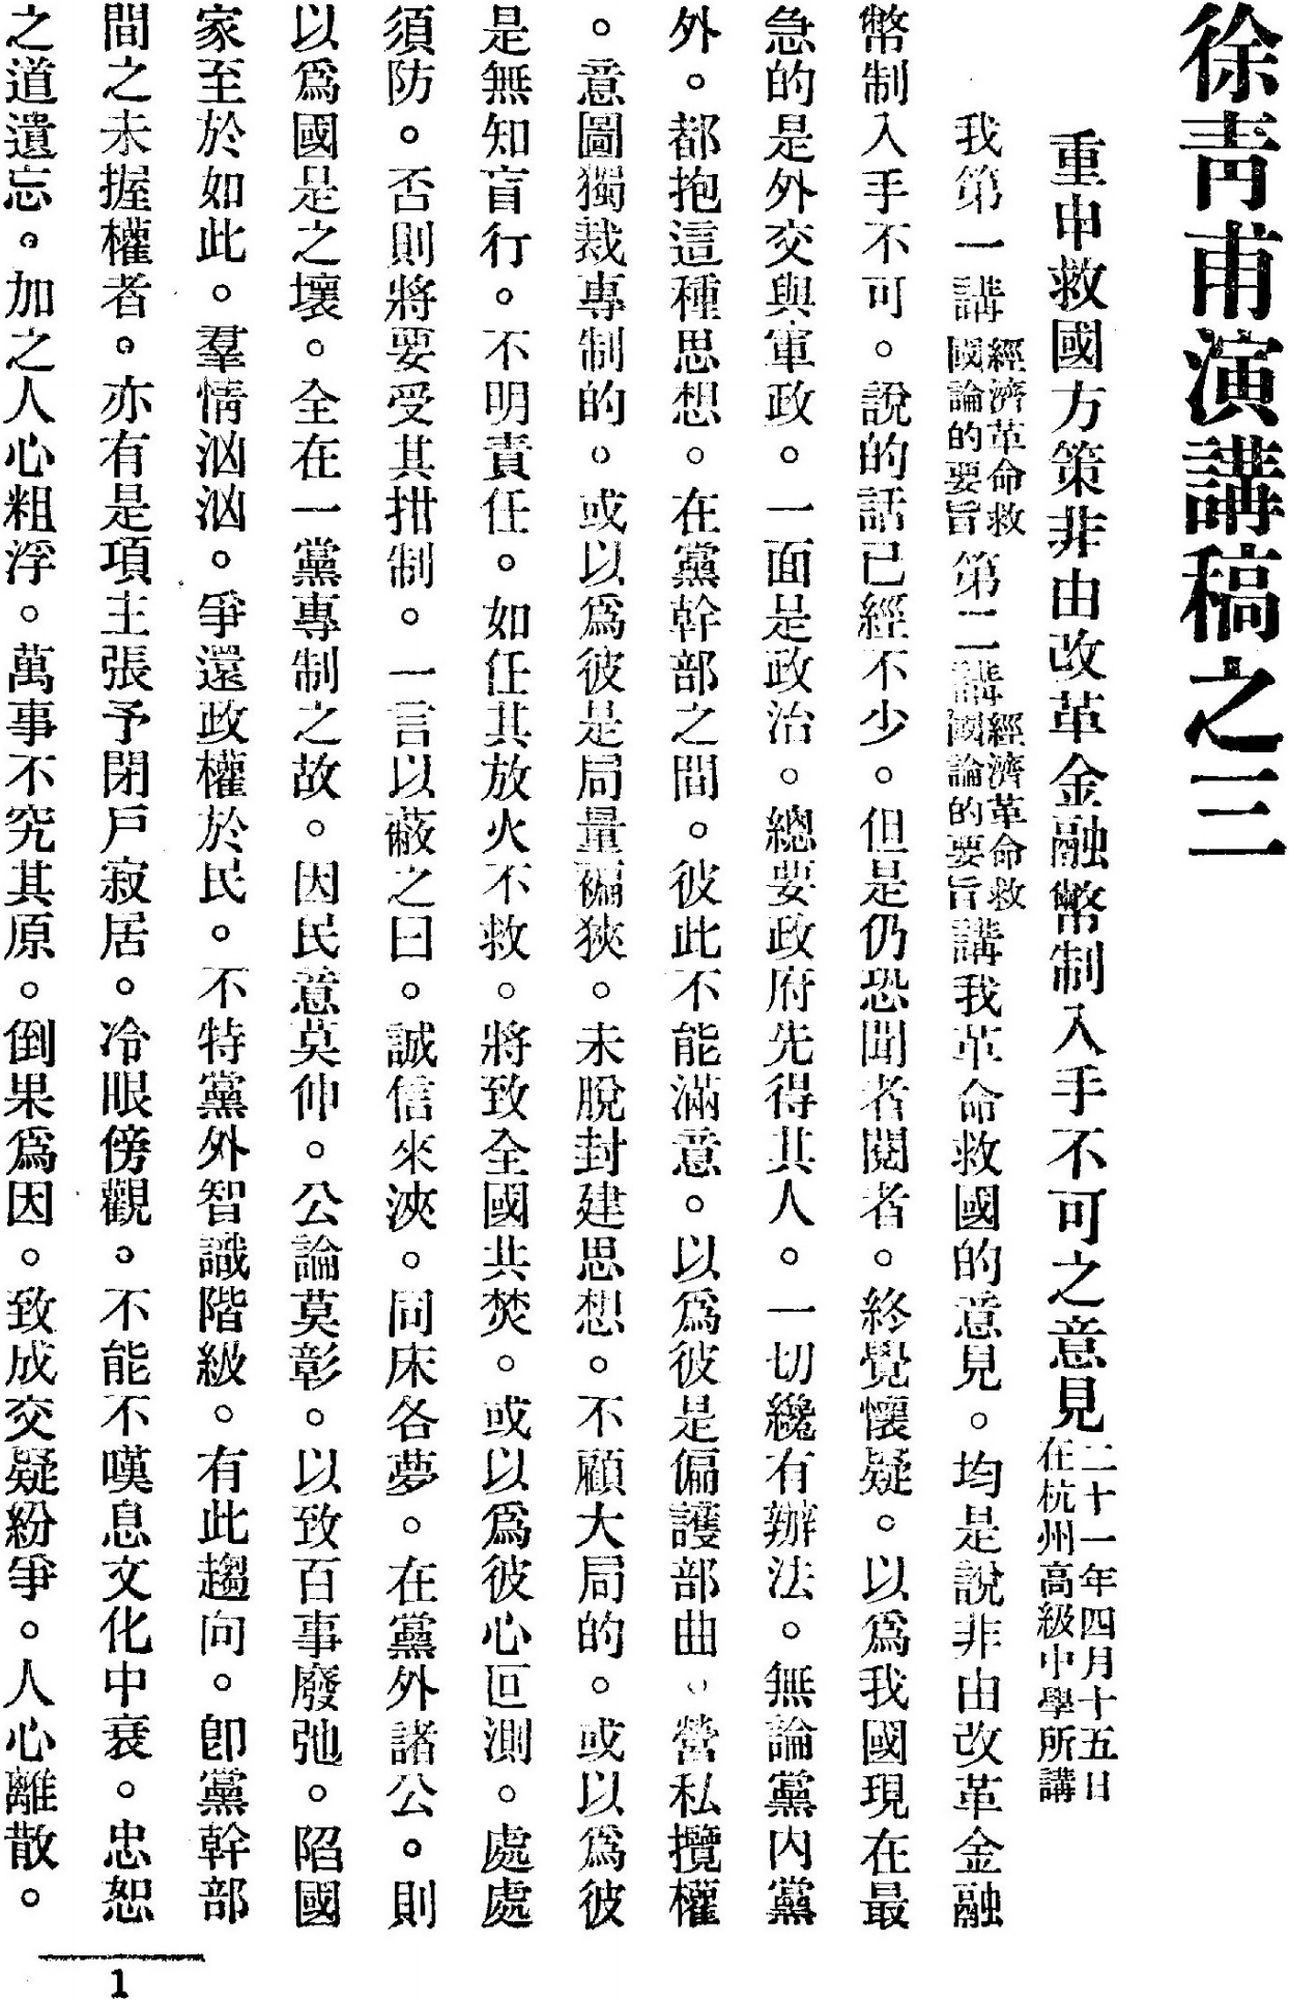 徐青甫演講稿之三
重申救國方策非由改革金融幣制入手不可之意見二十一年四月十五日在杭州高級中學所講
我第一講經濟革命救國論的要旨第二講經濟革命救國論的要旨講我革命救國的意見。均是說非由改革金融
幣制入手不可。說的話已經不少。但是仍恐聞者閱者。終覺懷疑。以爲我國現在最
急的是外交與軍政。一面是政治。總要政府先得其人。一切纔有辦法。無論黨內黨
外。都抱這種思想。在黨幹部之間。彼此不能滿意。以爲彼是偏護部曲。營私攬權
。意圖獨裁專制的。或以爲彼是局量褊狹。未脫封建思想。不顧大局的。或以爲彼
是無知盲行。不明責任。如任其放火不救。將致全國共焚。或以爲彼心叵測。處處
須防。否則將要受其拑制。一言以蔽之曰。誠信來浹。同床各夢。在黨外諸公。則
以爲國是之壞。全在一黨專制之故。因民意莫伸。公論莫彰。以致百事廢弛。陷國
家至於如此。羣情汹汹。爭還政權於民。不特黨外智識階級。有此趨向。卽黨幹部
間之未握權者。亦有是項主張予閉戶寂居。冷眼傍觀。不能不嘆息文化中衰。忠恕
之道遺忘。加之人心粗浮。萬事不究其原。倒果爲因。致成交疑紛爭。人心離散。
1